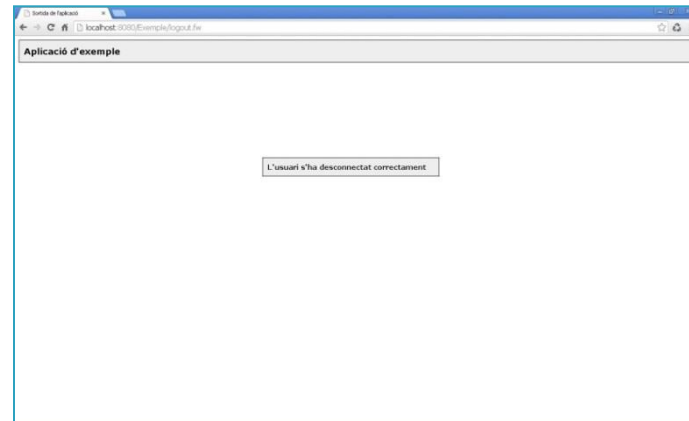 Sortida de l'aplicació
localhost:8080/Exemple/logout.fw
Aplicació d'exemple
L'usuari s'ha desconnectat correctament